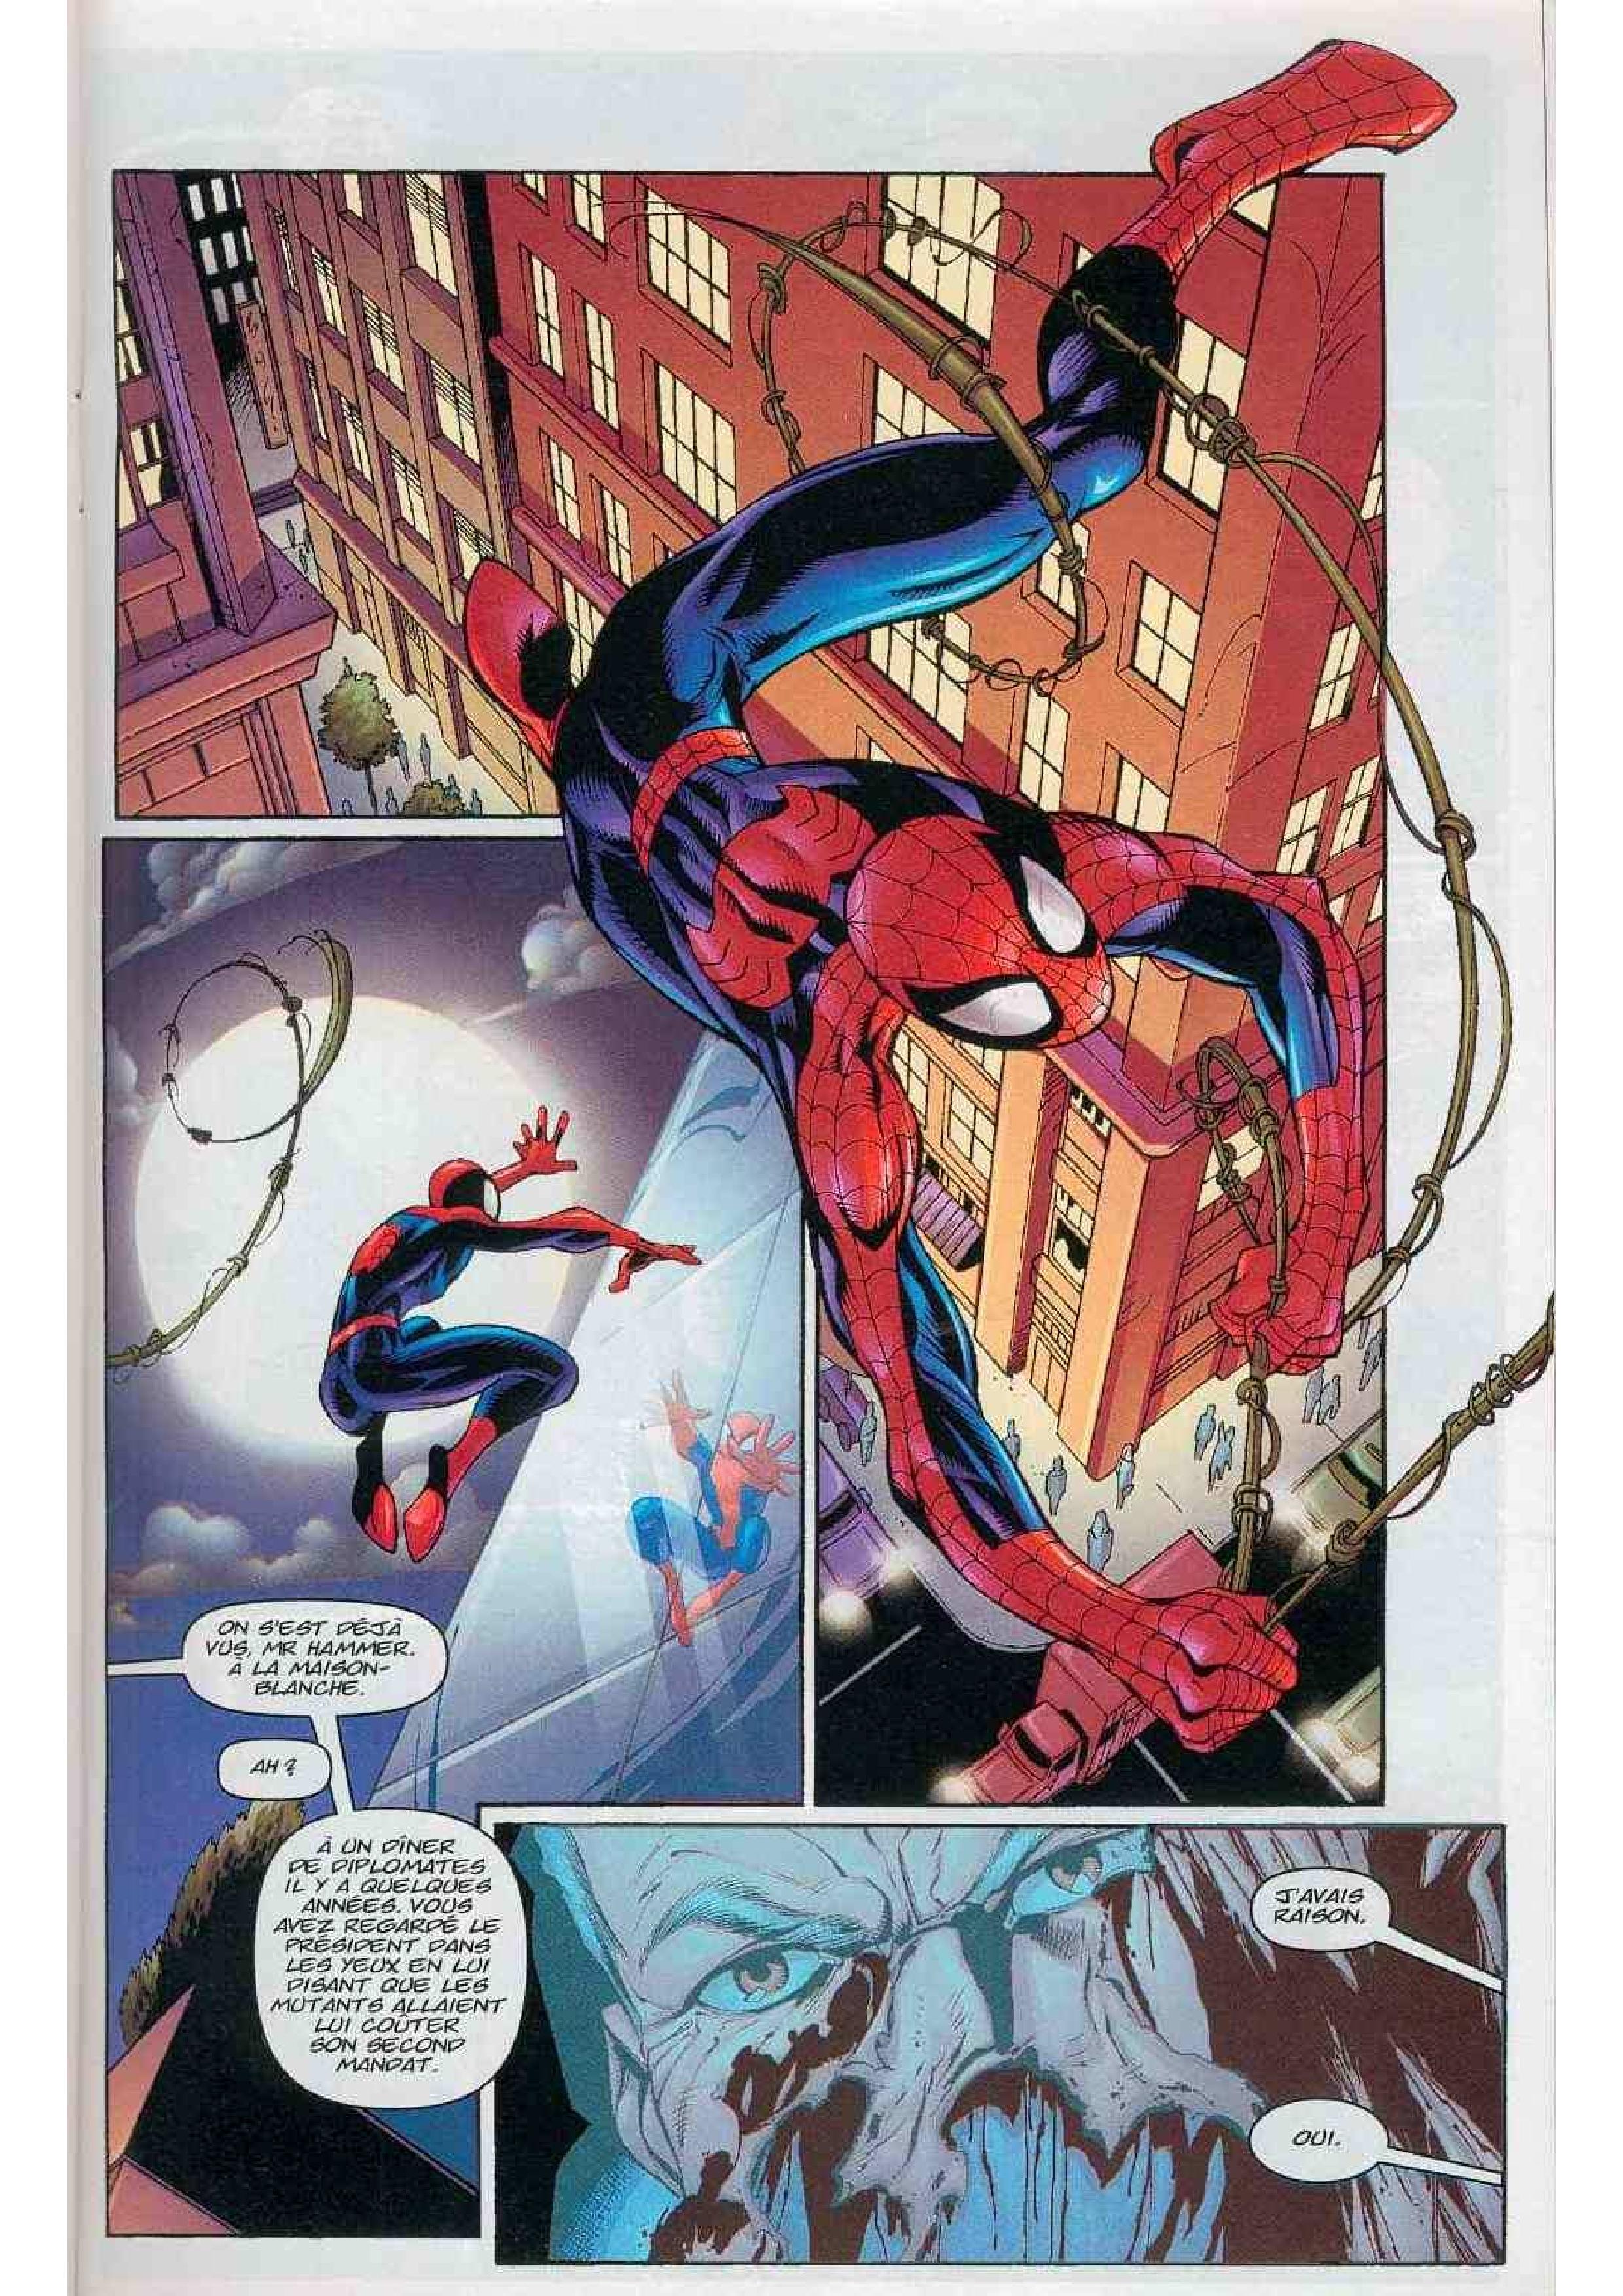 ON S'EST DÉJÀ
VUS, MR HAMMER.
À LA MAISON-
BLANCHE.
AH ?
À UN DÎNER
DE DIPLOMATES
IL Y A QUELQUES
ANNÉES. VOUS
AVEZ REGARDÉ LE
PRÉSIDENT DANS
LES YEUX EN LUI
DISANT QUE LES
MUTANTS ALLAIENT
LUI COÛTER
SON SECOND
MANDAT.
J'AVAIS
RAISON.
OUI.